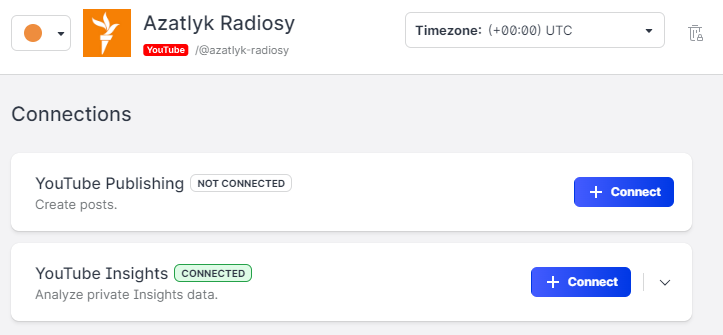 Azatlyk Radiosy
YouTube /@azatlyk-radiosy
Timezone: (+00:00) UTC
Connections
YouTube Publishing NOT CONNECTED
Create posts.
+ Connect
YouTube Insights CONNECTED
Analyze private Insights data.
+ Connect